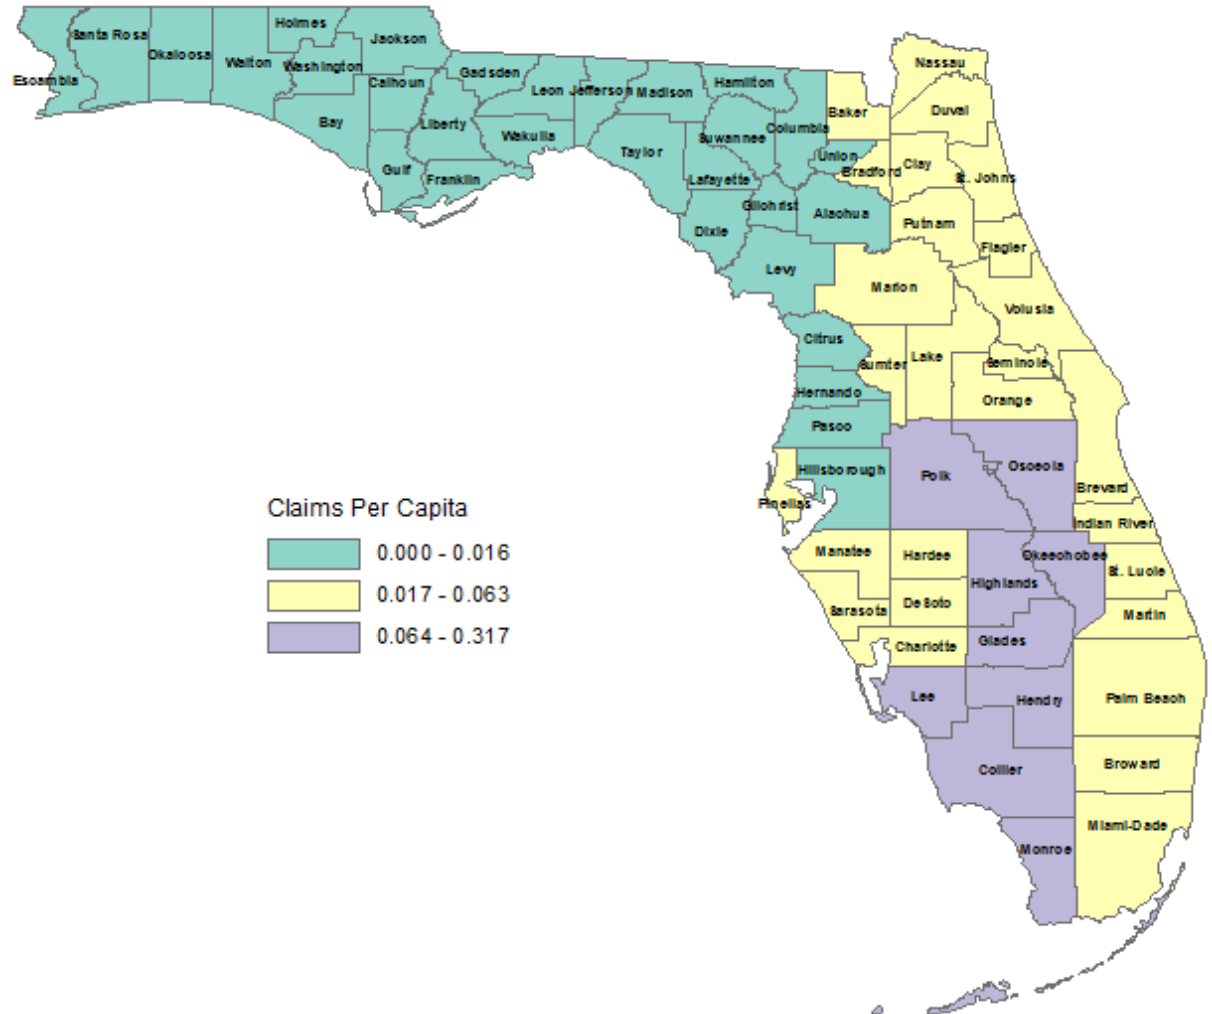 Holmes
Santa Rosa
Jackson
Okaloosa
Walton
Washington
Nassau
Escambia
Calhoun
Gadsden
Hamilton
Leon
Jefferson
Madison
Baker
Duval
Bay
Liberty
Columbia
Wakulla
Suwannee
Taylor
Union
Clay
Gulf
Bradford
Franklin
Lafayette
St. Johns
Gilchrist
Alachua
Putnam
Dixie
Flagler
Levy
Marion
Volusia
Citrus
Lake
Seminole
Sumter
Hernando
Orange
Pasco
Hillsborough
Osceola
Polk
Brevard
Pinellas
Claims Per Capita
Indian River
0.000 - 0.016
Manatee
Hardee
Okeechobee
St. Lucie
Highlands
0.017 - 0.063
DeSoto
Sarasota
Martin
0.064 - 0.317
Glades
Charlotte
Lee
Hendry
Palm Beach
Broward
Collier
Miami-Dade
Monroe